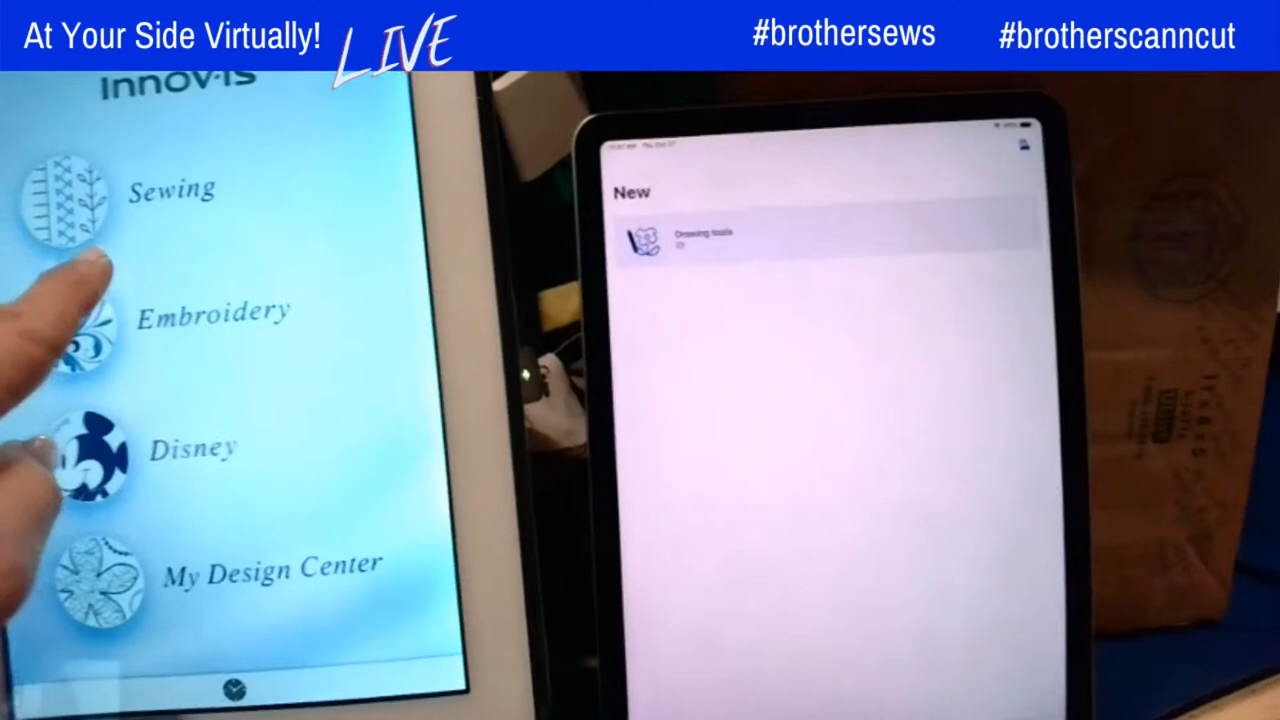 At Your Side Virtually!
LIVE
#brothersews
#brotherscanncut
INNOV-IS
Sewing
Embroidery
Disney
My Design Center
New
Drawing tools